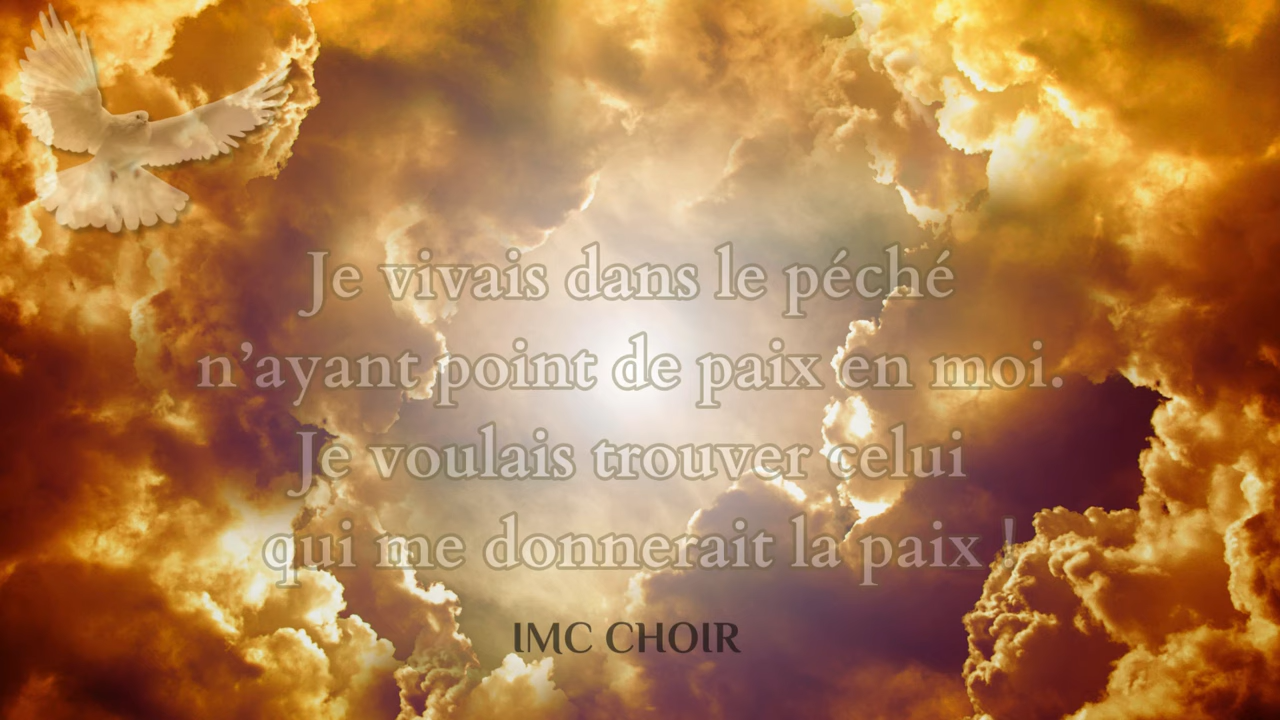 Je vivais dans le péché
n’ayant point de paix en moi.
Je voulais trouver celui
qui me donnerait la paix !
IMC CHOIR